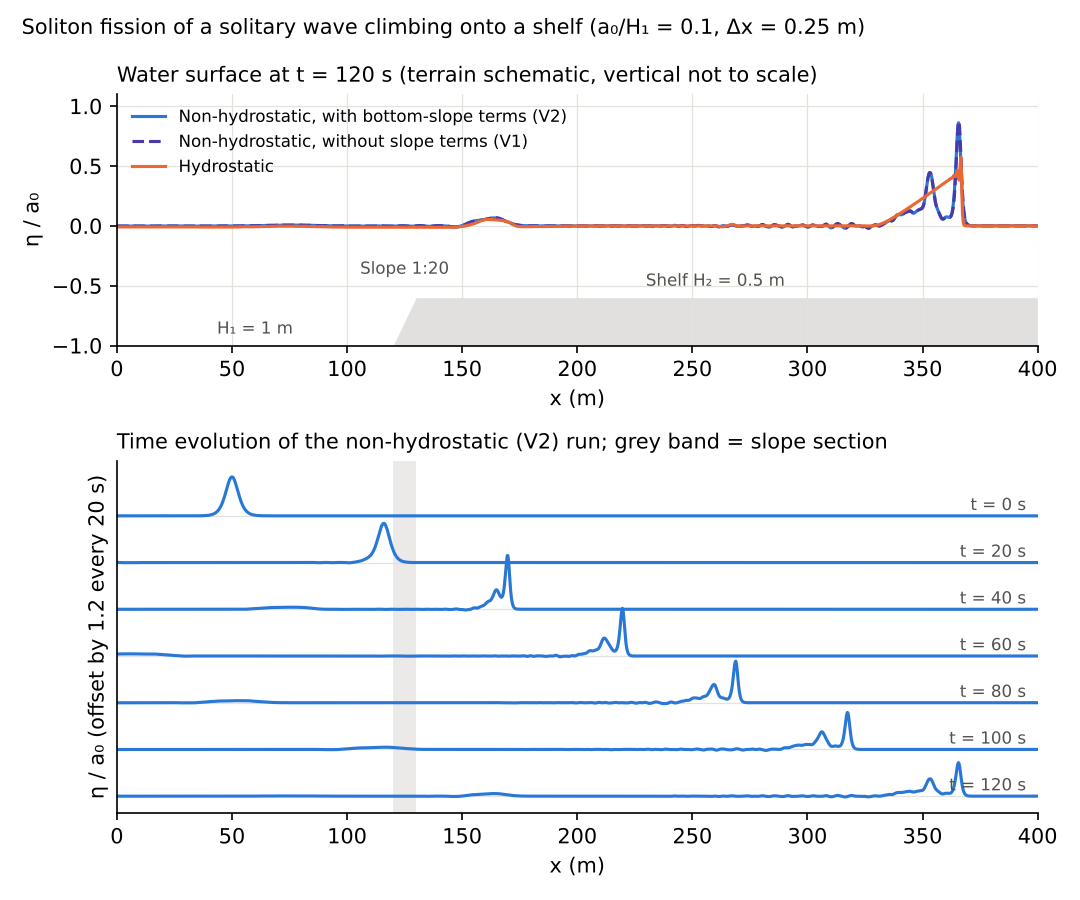 Soliton fission of a solitary wave climbing onto a shelf (a₀/H₁ = 0.1, Δx = 0.25 m)
Water surface at t = 120 s (terrain schematic, vertical not to scale)
η / a₀
1.0
0.5
0.0
−0.5
−1.0
Non-hydrostatic, with bottom-slope terms (V2)
Non-hydrostatic, without slope terms (V1)
Hydrostatic
Slope 1:20
Shelf H₂ = 0.5 m
H₁ = 1 m
0 50 100 150 200 250 300 350 400
x (m)
Time evolution of the non-hydrostatic (V2) run; grey band = slope section
η / a₀ (offset by 1.2 every 20 s)
t = 0 s
t = 20 s
t = 40 s
t = 60 s
t = 80 s
t = 100 s
t = 120 s
0 50 100 150 200 250 300 350 400
x (m)